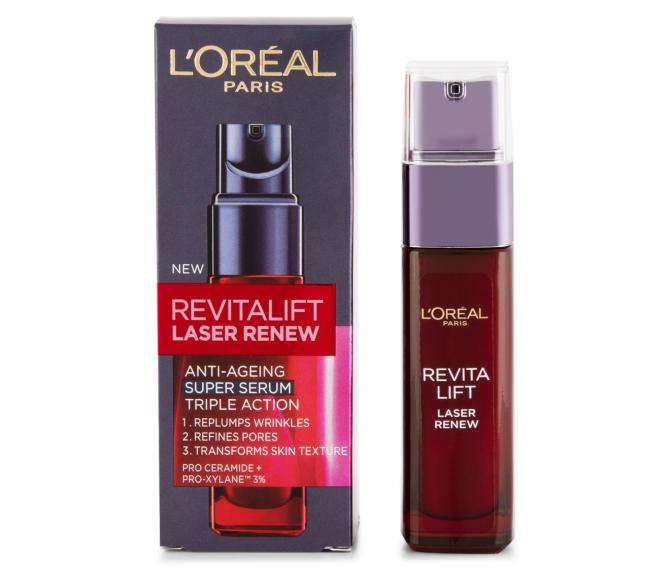 L'ORÉAL
PARIS
NEW
REVITALIFT
LASER RENEW
ANTI-AGEING
SUPER SERUM
TRIPLE ACTION
1. REPLUMPS WRINKLES
2. REFINES PORES
3. TRANSFORMS SKIN TEXTURE
PRO CERAMIDE +
PRO-XYLANE™ 3%
L'ORÉAL
PARIS
REVITA
LIFT
LASER
RENEW